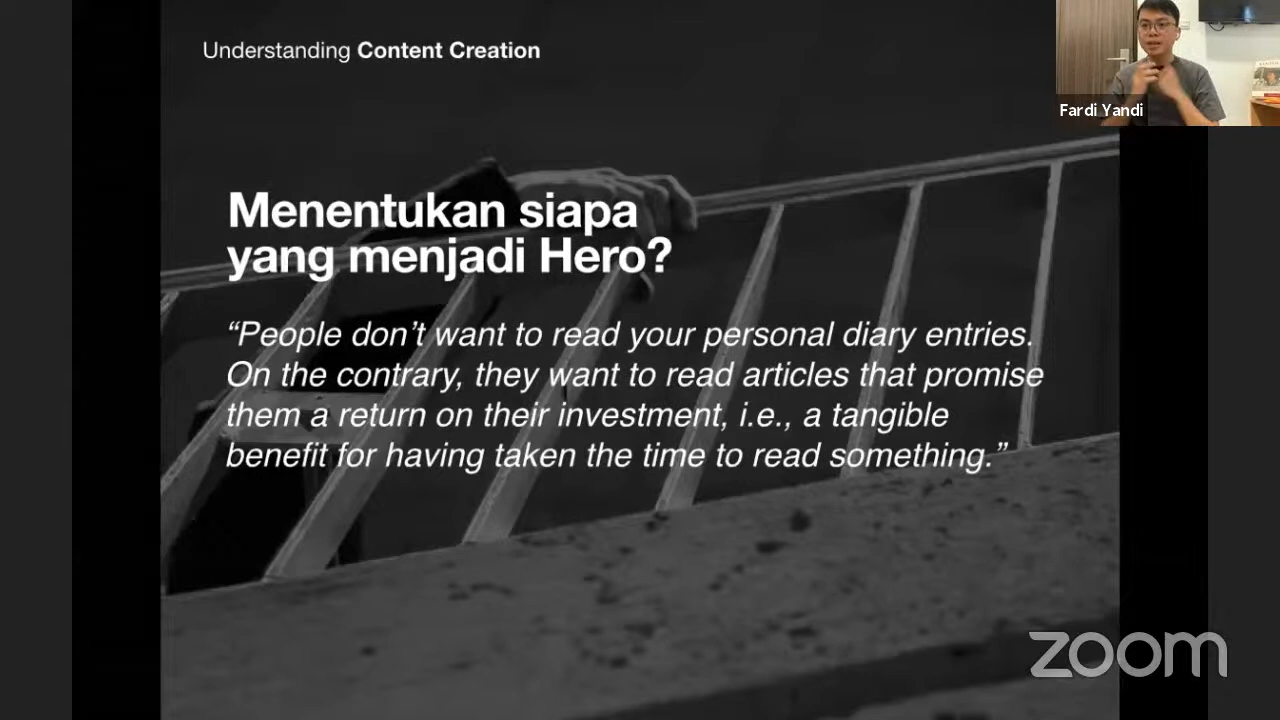 Understanding Content Creation
Fardi Yandi
Menentukan siapa
yang menjadi Hero?
“People don’t want to read your personal diary entries.
On the contrary, they want to read articles that promise
them a return on their investment, i.e., a tangible
benefit for having taken the time to read something.”
zoom